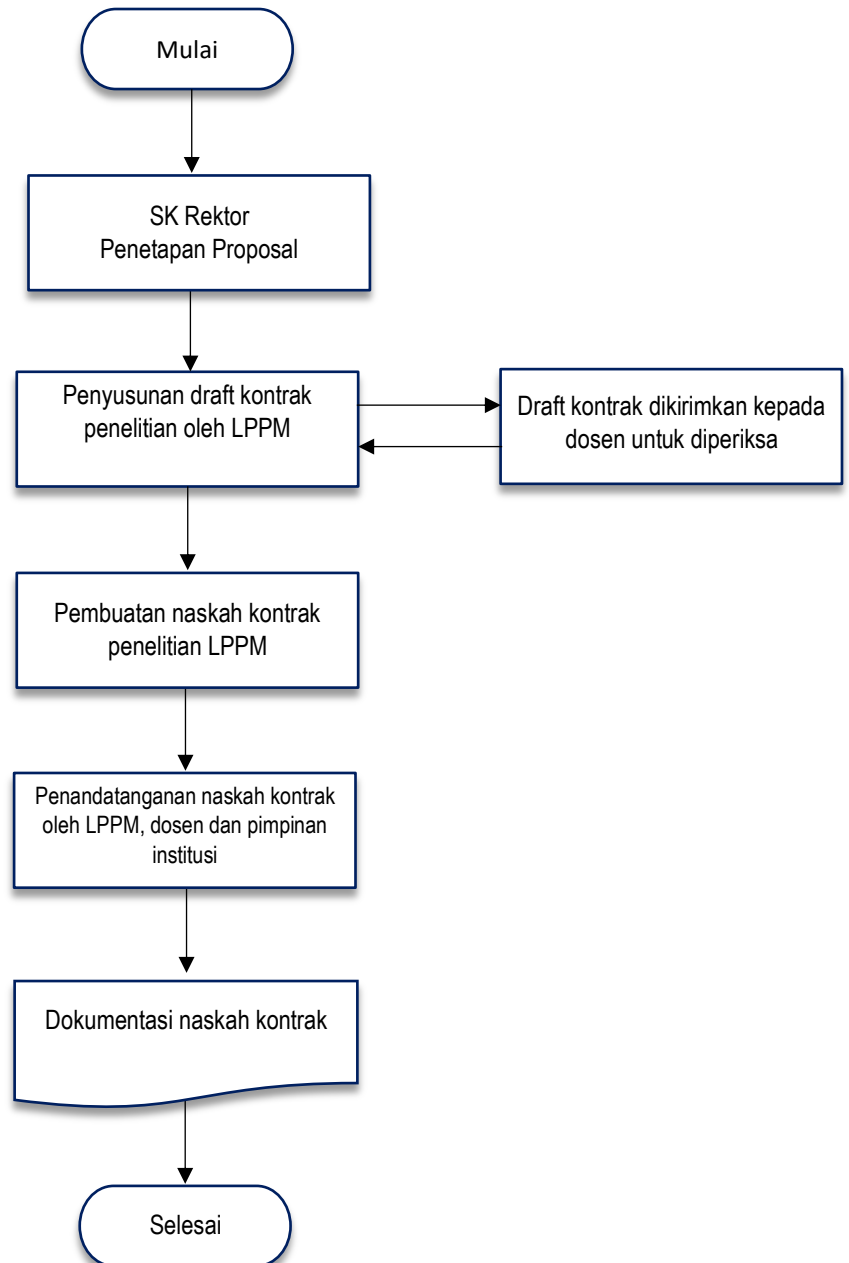 Mulai
SK Rektor
Penetapan Proposal
Penyusunan draft kontrak
penelitian oleh LPPM
Draft kontrak dikirimkan kepada
dosen untuk diperiksa
Pembuatan naskah kontrak
penelitian LPPM
Penandatanganan naskah kontrak
oleh LPPM, dosen dan pimpinan
institusi
Dokumentasi naskah kontrak
Selesai